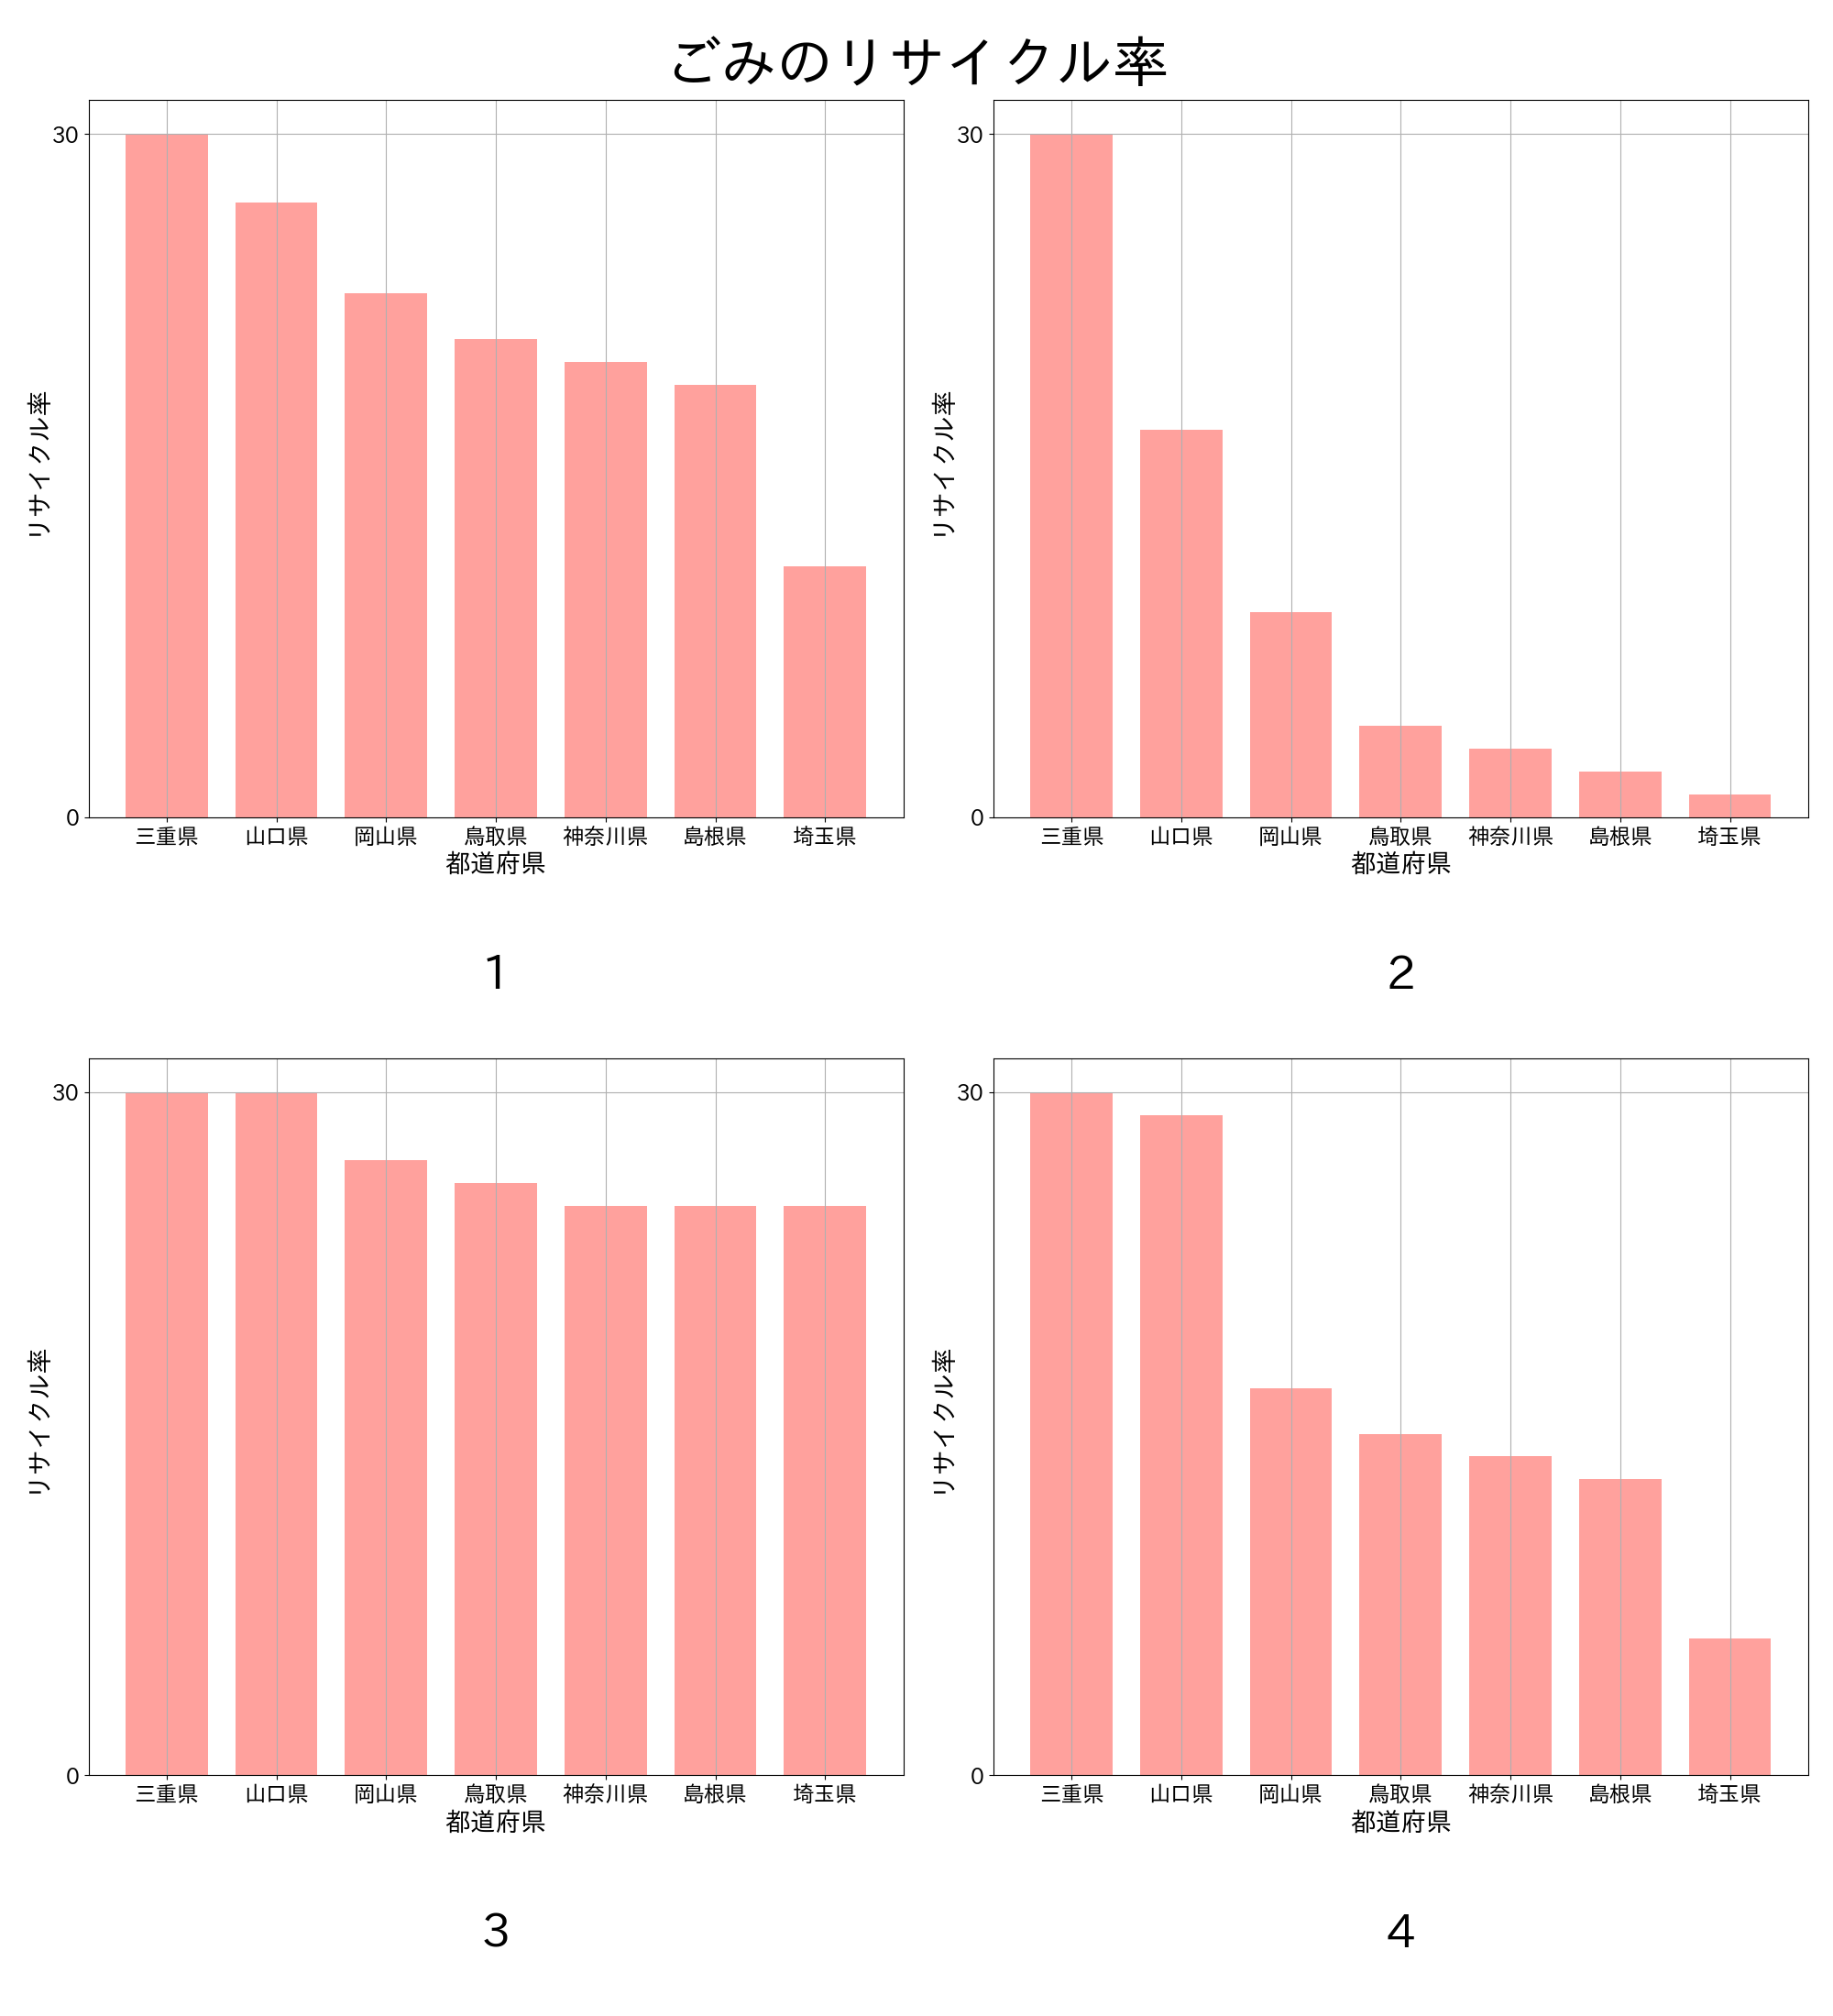 ごみのリサイクル率
30
0
リサイクル率
三重県 山口県 岡山県 鳥取県 神奈川県 島根県 埼玉県
都道府県
1
30
0
リサイクル率
三重県 山口県 岡山県 鳥取県 神奈川県 島根県 埼玉県
都道府県
2
30
0
リサイクル率
三重県 山口県 岡山県 鳥取県 神奈川県 島根県 埼玉県
都道府県
3
30
0
リサイクル率
三重県 山口県 岡山県 鳥取県 神奈川県 島根県 埼玉県
都道府県
4